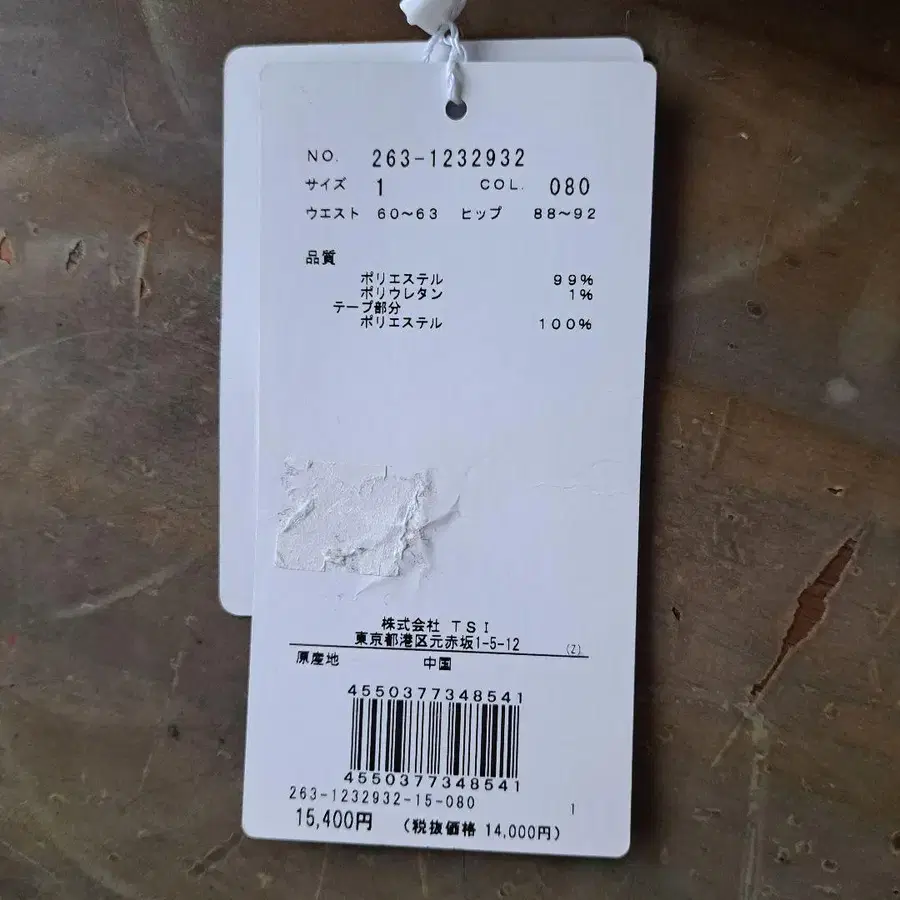 NO. 263-1232932
サイズ 1 COL. 080
ウエスト 60〜63 ヒップ 88〜92
品質
ポリエステル 99%
ポリウレタン 1%
テープ部分
ポリエステル 100%
株式会社 TSI
東京都港区元赤坂1-5-12 (Z)
原産地 中国
4550377348541
4550377348541
263-1232932-15-080 1
15,400円 (税抜価格 14,000円)